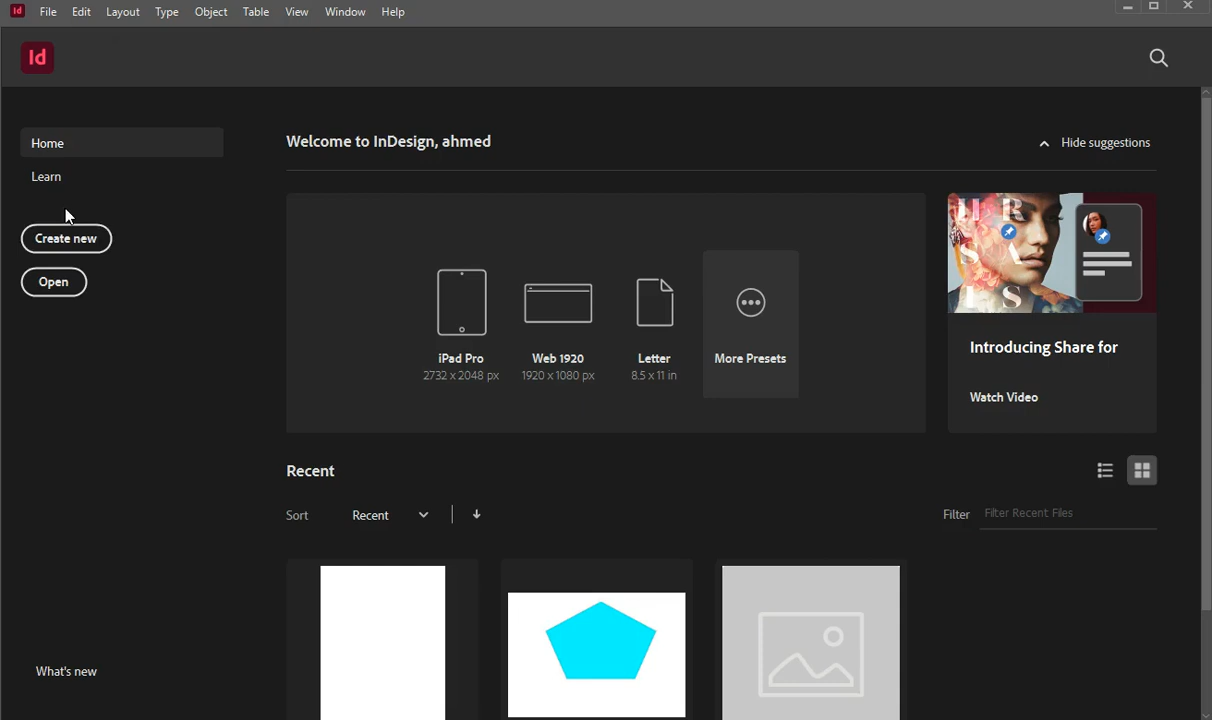 Id File Edit Layout Type Object Table View Window Help
Id
Home
Learn
Create new
Open
What's new
Welcome to InDesign, ahmed
Hide suggestions
iPad Pro
2732 x 2048 px
Web 1920
1920 x 1080 px
Letter
8.5 x 11 in
More Presets
H R
S A
I S
Introducing Share for
Watch Video
Recent
Sort Recent
Filter Filter Recent Files